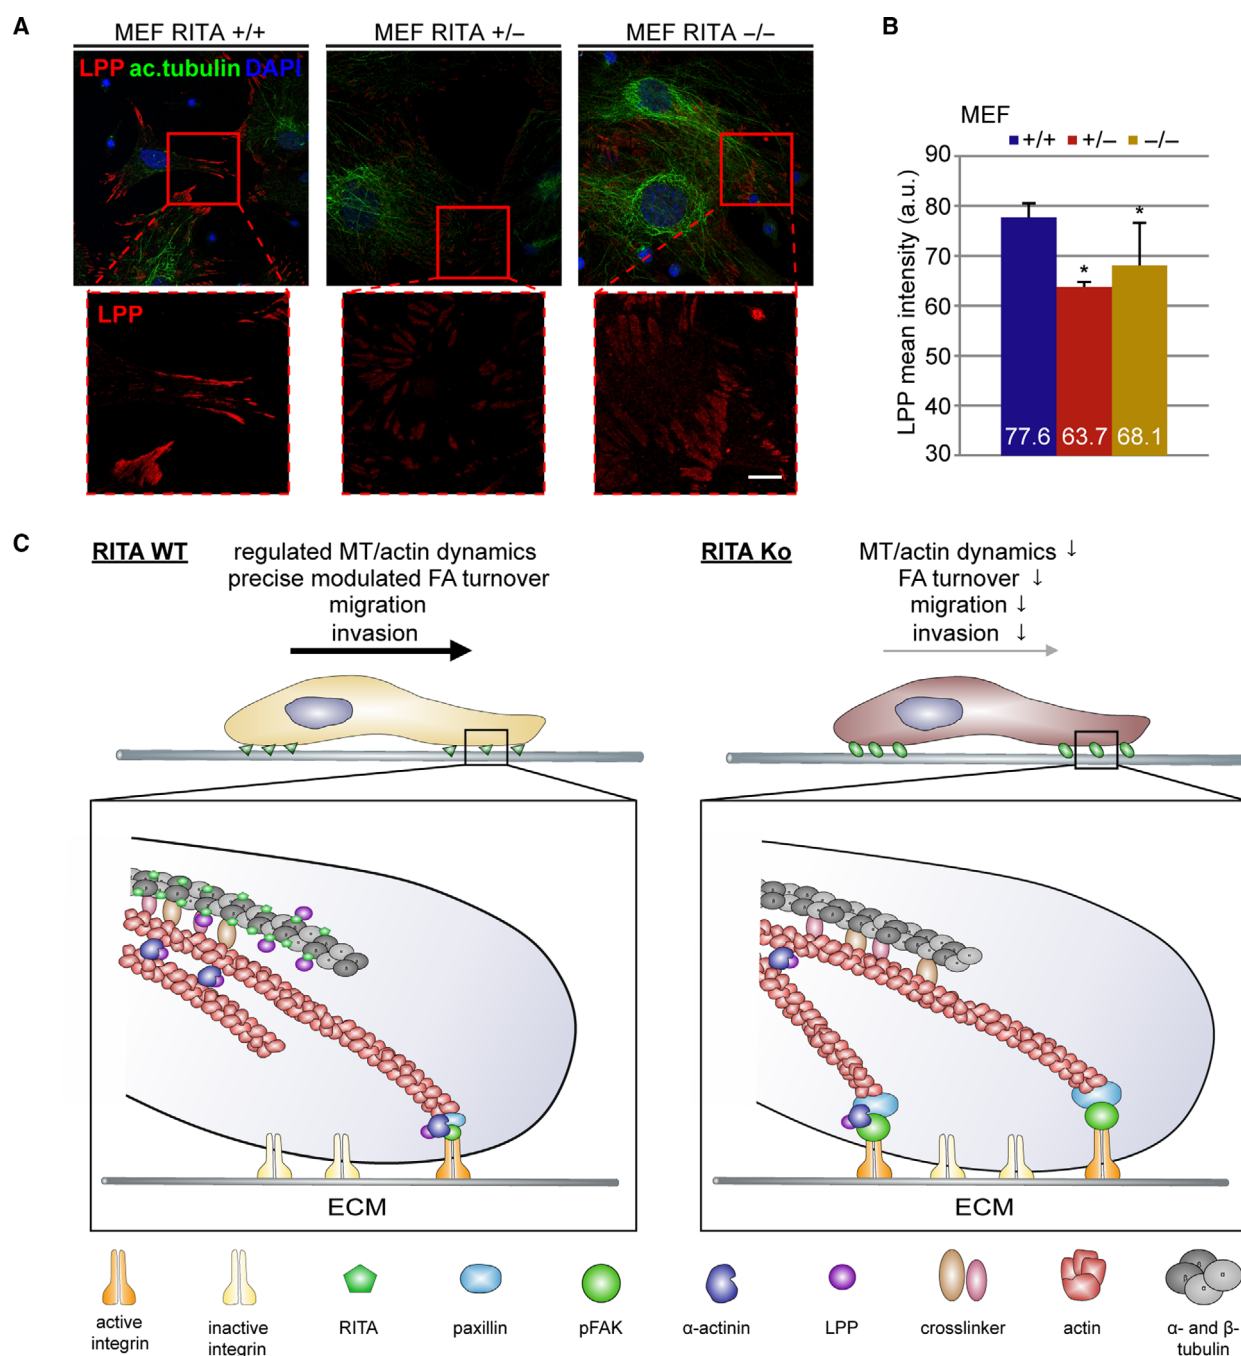 A
MEF RITA +/+
MEF RITA +/–
MEF RITA –/–
LPP ac.tubulin DAPI
LPP
B
MEF
+/+ +/– –/–
LPP mean intensity (a.u.)
90
80
70
60
50
40
30
*
*
77.6 63.7 68.1
C
RITA WT
regulated MT/actin dynamics
precise modulated FA turnover
migration
invasion
RITA Ko
MT/actin dynamics ↓
FA turnover ↓
migration ↓
invasion ↓
ECM
ECM
active
integrin
inactive
integrin
RITA
paxillin
pFAK
α-actinin
LPP
crosslinker
actin
β
β
α
α
α- and β-
tubulin